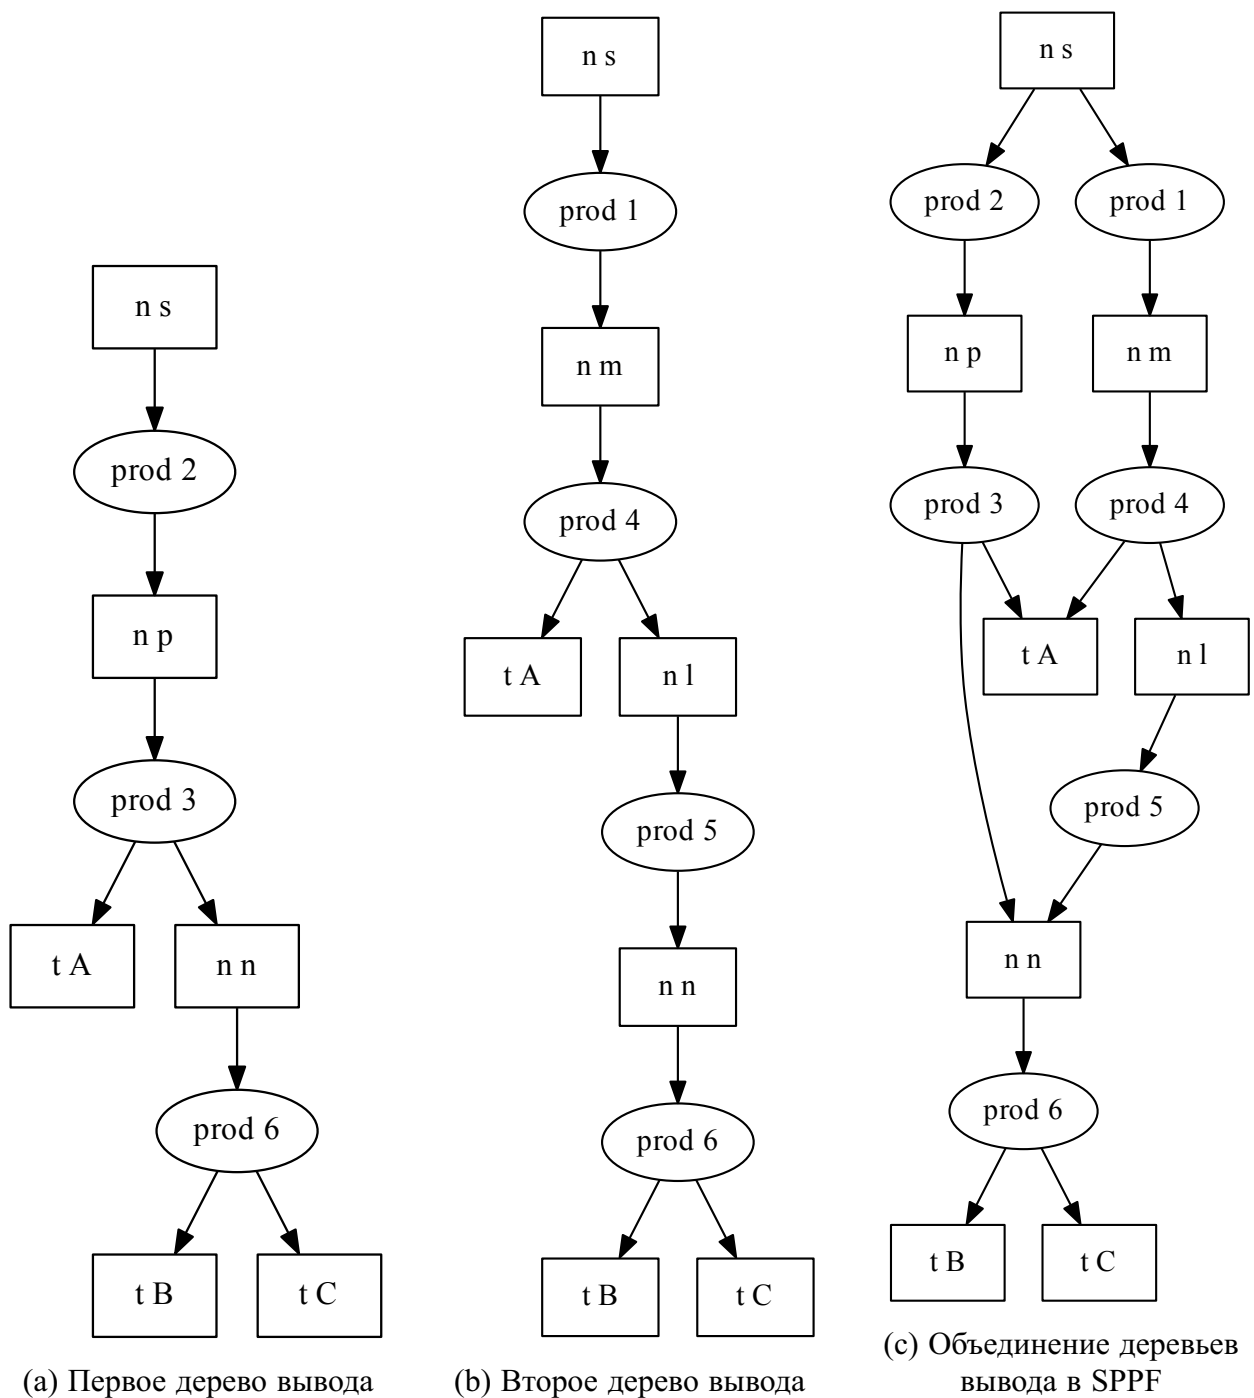 n s
prod 2
n p
prod 3
t A
n n
prod 6
t B
t C
(a) Первое дерево вывода
n s
prod 1
n m
prod 4
t A
n l
prod 5
n n
prod 6
t B
t C
(b) Второе дерево вывода
n s
prod 2
prod 1
n p
n m
prod 3
prod 4
t A
n l
prod 5
n n
prod 6
t B
t C
(c) Объединение деревьев
вывода в SPPF